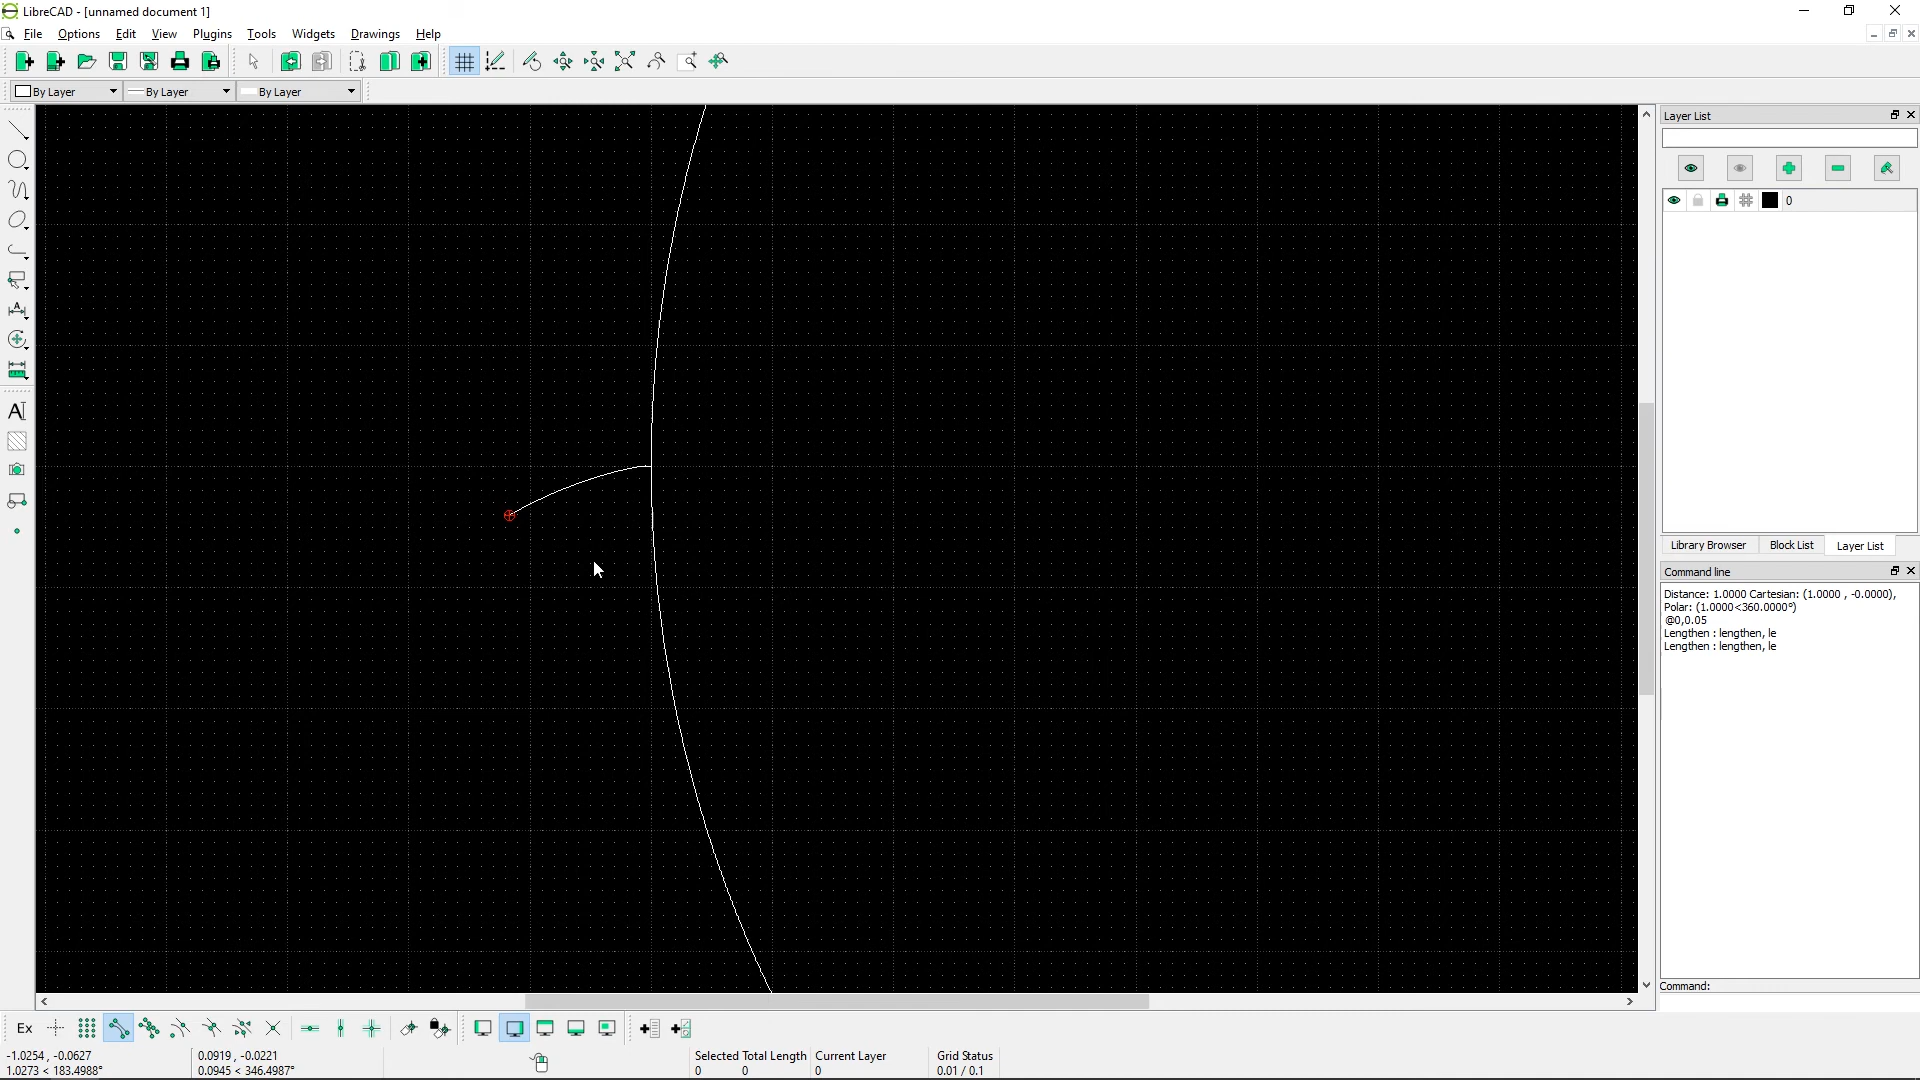 LibreCAD - [unnamed document 1]
File Options Edit View Plugins Tools Widgets Drawings Help
By Layer By Layer By Layer
Layer List
0
Library Browser Block List Layer List
Command line
Distance: 1.0000 Cartesian: (1.0000 , -0.0000),
Polar: (1.0000<360.0000°)
@0,0.05
Lengthen : lengthen, le
Lengthen : lengthen, le
Command:
Ex
-1.0254 , -0.0627 0.0919 , -0.0221 Selected Total Length Current Layer Grid Status
1.0273 < 183.4988° 0.0945 < 346.4987° 0 0 0 0.01 / 0.1